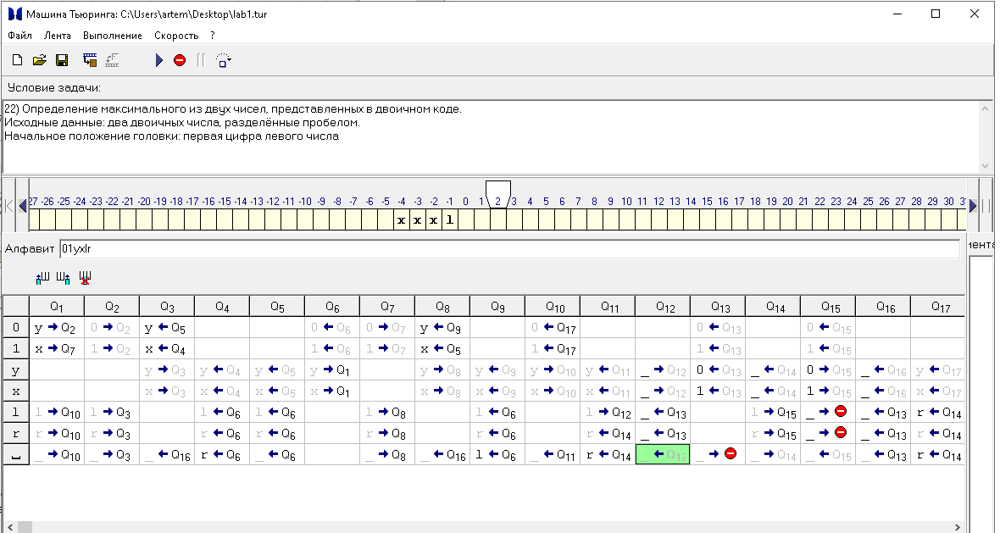 Машина Тьюринга: C:\Users\artem\Desktop\lab1.tur
Файл Лента Выполнение Скорость ?
Условие задачи:
22) Определение максимального из двух чисел, представленных в двоичном коде.
Исходные данные: два двоичных числа, разделённые пробелом.
Начальное положение головки: первая цифра левого числа
27 -26 -25 -24 -23 -22 -21 -20 -19 -18 -17 -16 -15 -14 -13 -12 -11 -10 -9 -8 -7 -6 -5 -4 -3 -2 -1 0 1 2 3 4 5 6 7 8 9 10 11 12 13 14 15 16 17 18 19 20 21 22 23 24 25 26 27 28 29 30
x x x l
Алфавит 01yxlr
мента
Q1 Q2 Q3 Q4 Q5 Q6 Q7 Q8 Q9 Q10 Q11 Q12 Q13 Q14 Q15 Q16 Q17
0 y → Q2 0 → Q2 y ← Q5 0 ← Q6 0 → Q7 y ← Q9 0 ← Q17 0 ← Q13 0 ← Q15
1 x → Q7 1 → Q2 x ← Q4 1 ← Q6 1 → Q7 x ← Q5 1 ← Q17 1 ← Q13 1 ← Q15
y y → Q3 y ← Q4 y ← Q5 y → Q1 y → Q8 y ← Q9 y → Q10 y ← Q11 _ → Q12 0 ← Q13 _ ← Q14 0 → Q15 _ ← Q16 y ← Q17
x x → Q3 x ← Q4 x ← Q5 x → Q1 x → Q8 x ← Q9 x → Q10 x ← Q11 _ → Q12 1 ← Q13 _ ← Q14 1 → Q15 _ ← Q16 x ← Q17
l l → Q10 l → Q3 l ← Q6 l ← Q6 l → Q8 l ← Q6 l → Q12 _ ← Q13 l → Q15 _ → _ ← Q13 r ← Q14
r r → Q10 r → Q3 r ← Q6 r ← Q6 r → Q8 r ← Q6 r ← Q14 _ ← Q13 r → Q15 _ → _ ← Q13 r ← Q14
_ → Q10 _ → Q3 _ ← Q16 r ← Q6 _ ← Q6 _ → Q8 _ ← Q16 l ← Q6 _ ← Q11 r ← Q14 _ ← Q12 _ → _ → Q14 _ ← Q15 _ ← Q13 r ← Q14